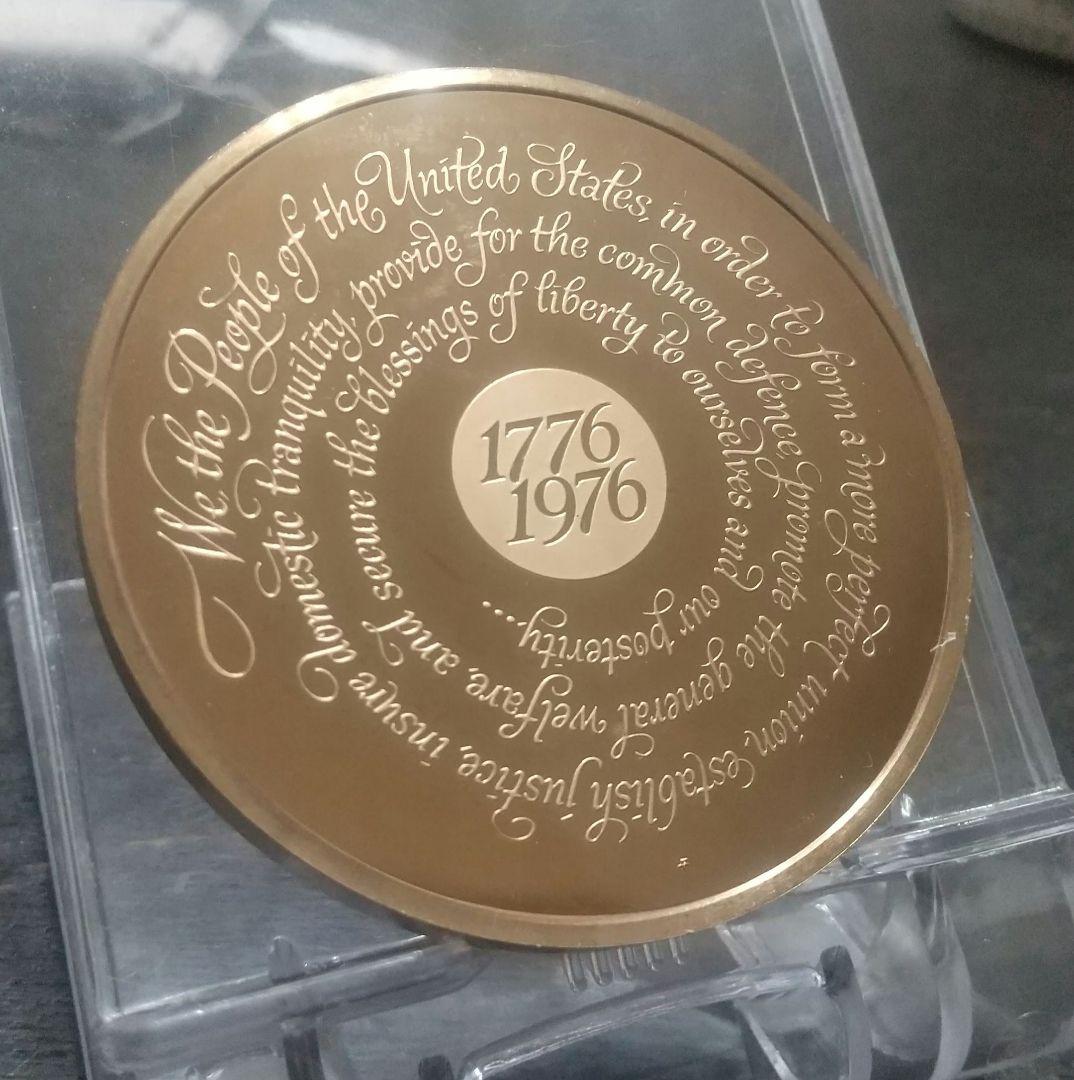 We the People of the United States, in order to form a more perfect union, establish justice, insure domestic tranquility, provide for the common defence, promote the general welfare, and secure the blessings of liberty to ourselves and our posterity...
1776
1976